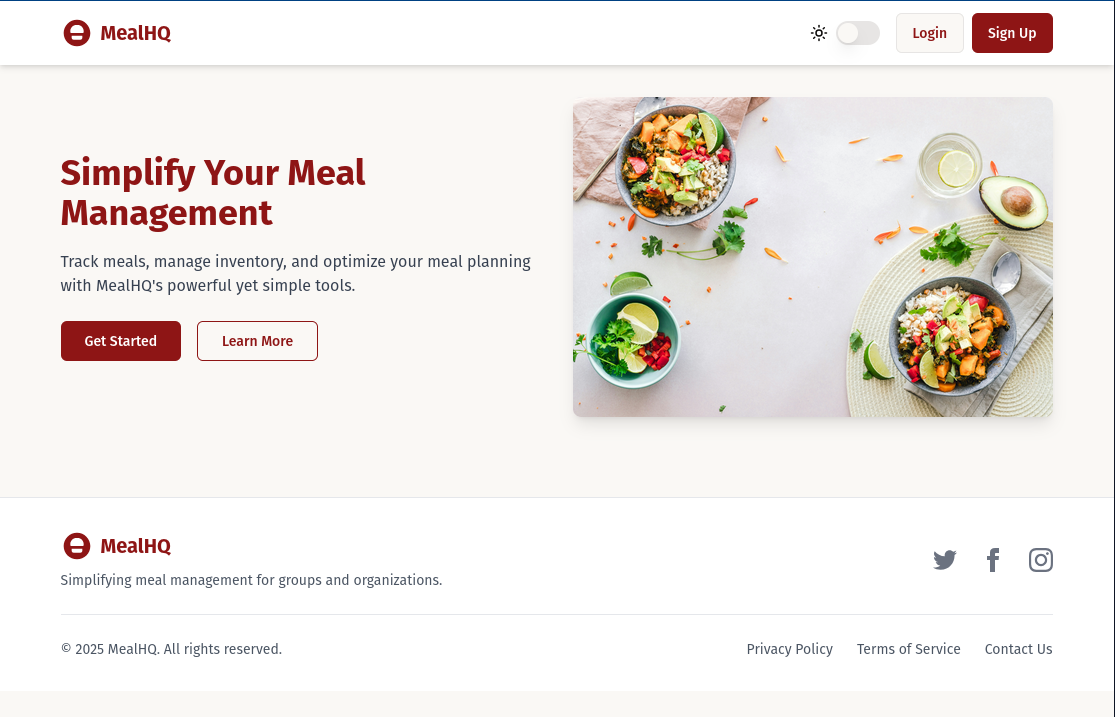 MealHQ
Login
Sign Up
Simplify Your Meal
Management
Track meals, manage inventory, and optimize your meal planning
with MealHQ's powerful yet simple tools.
Get Started
Learn More
MealHQ
Simplifying meal management for groups and organizations.
© 2025 MealHQ. All rights reserved.
Privacy Policy
Terms of Service
Contact Us